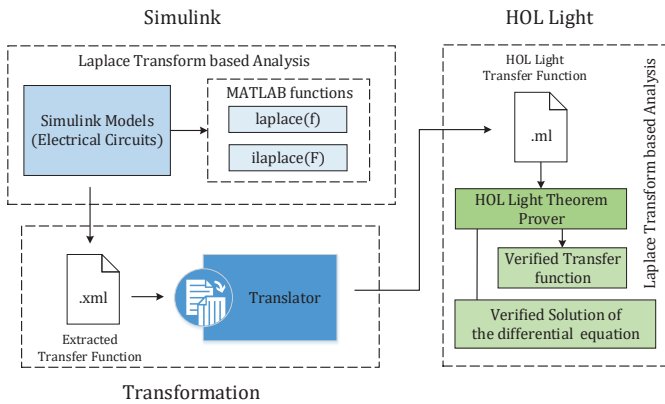 Simulink
HOL Light
Laplace Transform based Analysis
Simulink Models
(Electrical Circuits)
MATLAB functions
laplace(f)
ilaplace(F)
.xml
Extracted
Transfer Function
Translator
Transformation
HOL Light
Transfer Function
.ml
HOL Light Theorem
Prover
Verified Transfer
function
Verified Solution of
the differential equation
Laplace Transform based Analysis